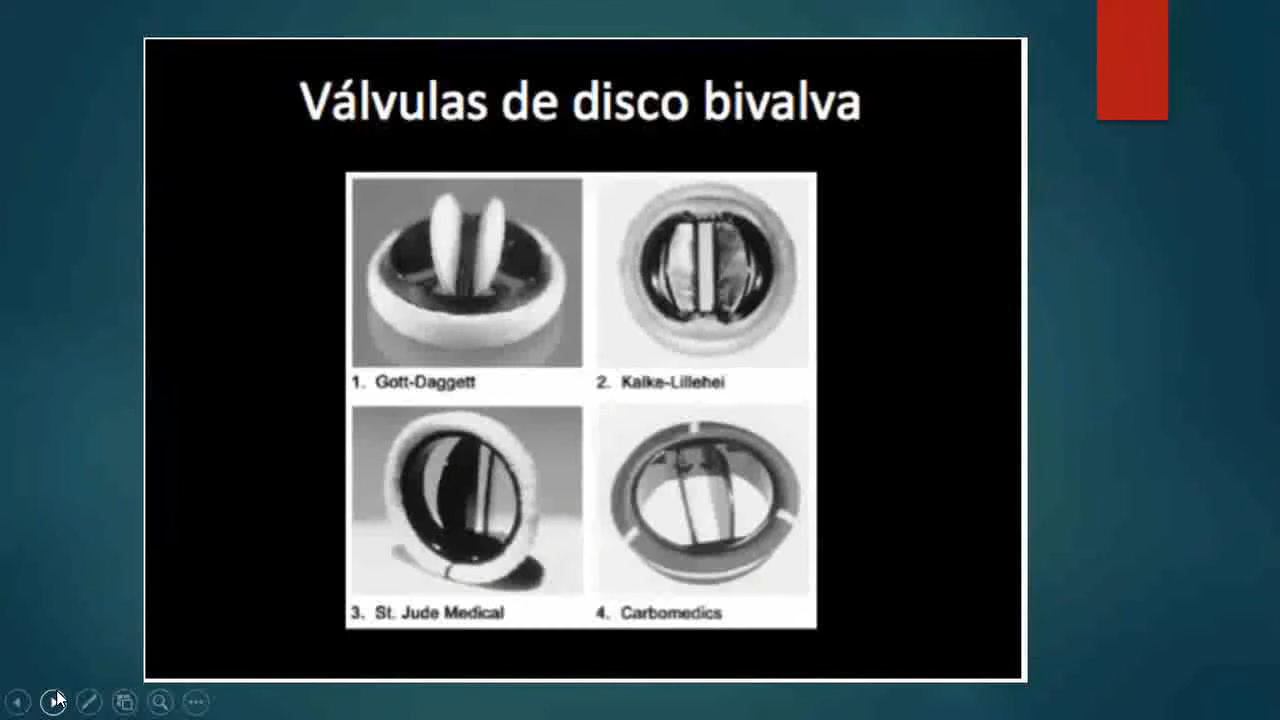 Válvulas de disco bivalva
1. Gott-Daggett
2. Kalke-Lillehei
3. St. Jude Medical
4. Carbomedics